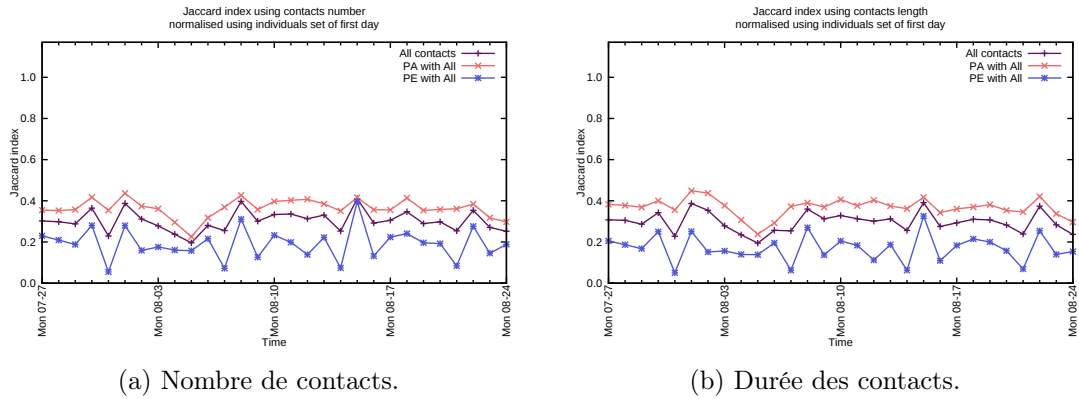 Jaccard index using contacts number
normalised using individuals set of first day
All contacts
PA with All
PE with All
1.0
0.8
0.6
0.4
0.2
0.0
Jaccard index
Mon 07-27
Mon 08-03
Mon 08-10
Mon 08-17
Mon 08-24
Time
(a) Nombre de contacts.
Jaccard index using contacts length
normalised using individuals set of first day
All contacts
PA with All
PE with All
1.0
0.8
0.6
0.4
0.2
0.0
Jaccard index
Mon 07-27
Mon 08-03
Mon 08-10
Mon 08-17
Mon 08-24
Time
(b) Durée des contacts.